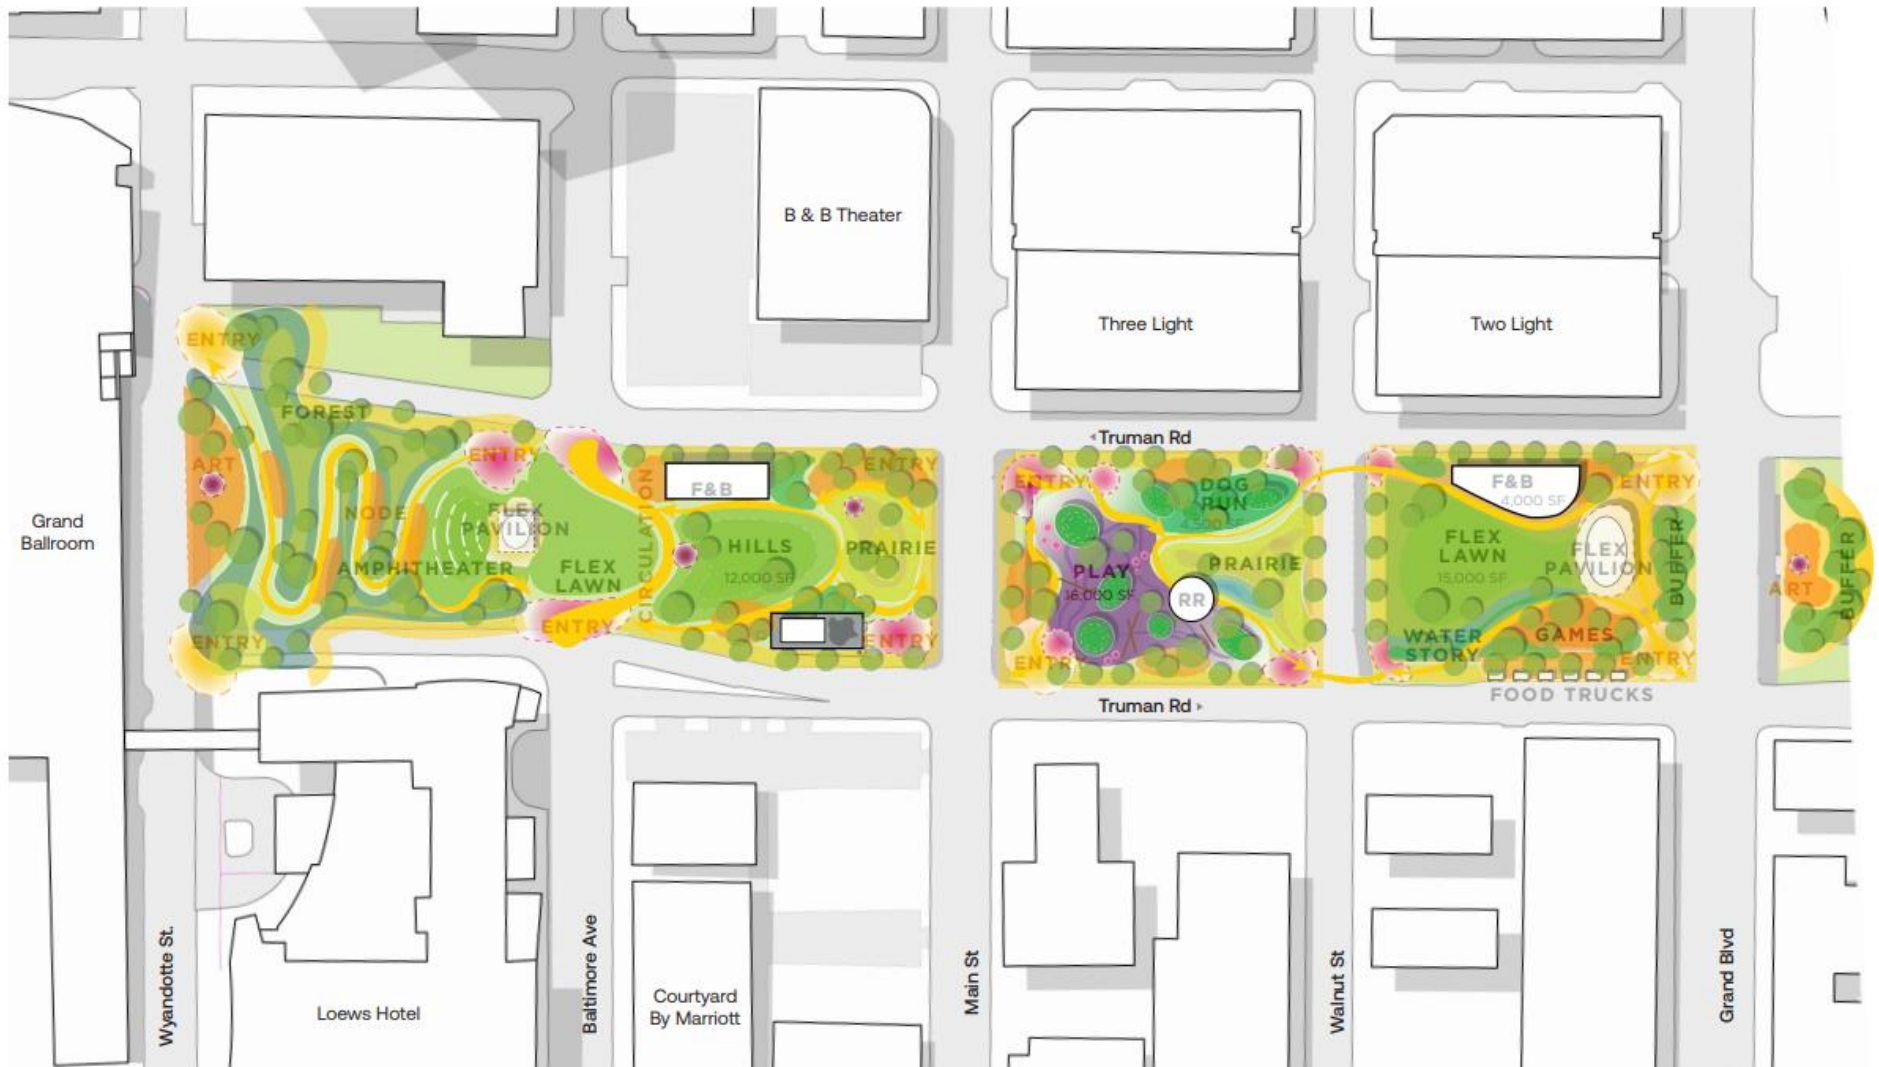 B & B Theater
Three Light
Two Light
ENTRY
FOREST
ART
NODE
AMPHITHEATER
ENTRY
FLEX
PAVILION
FLEX
LAWN
ENTRY
ENTRY
CIRCULATION
F&B
HILLS
12,000 SF
ENTRY
PRAIRIE
ENTRY
Truman Rd
ENTRY
DOG
RUN
4,500 SF
PLAY
16,000 SF
PRAIRIE
RR
ENTRY
Truman Rd
F&B
4,000 SF
ENTRY
FLEX
LAWN
15,000 SF
FLEX
PAVILION
BUFFER
WATER
STORY
GAMES
ENTRY
FOOD TRUCKS
ART
BUFFER
Grand
Ballroom
Loews Hotel
Courtyard
By Marriott
Wyandotte St.
Baltimore Ave
Main St
Walnut St
Grand Blvd